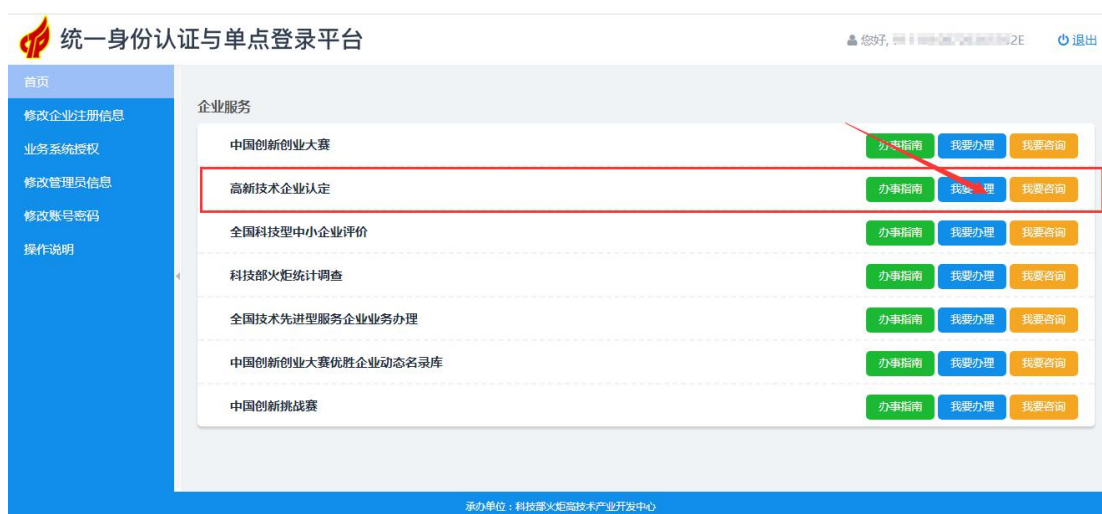 统一身份认证与单点登录平台
您好, 2E 退出
首页
修改企业注册信息
业务系统授权
修改管理员信息
修改账号密码
操作说明
企业服务
中国创新创业大赛 办事指南 我要办理 我要咨询
高新技术企业认定 办事指南 我要办理 我要咨询
全国科技型中小企业评价 办事指南 我要办理 我要咨询
科技部火炬统计调查 办事指南 我要办理 我要咨询
全国技术先进型服务企业业务办理 办事指南 我要办理 我要咨询
中国创新创业大赛优胜企业动态名录库 办事指南 我要办理 我要咨询
中国创新挑战赛 办事指南 我要办理 我要咨询
承办单位：科技部火炬高技术产业开发中心